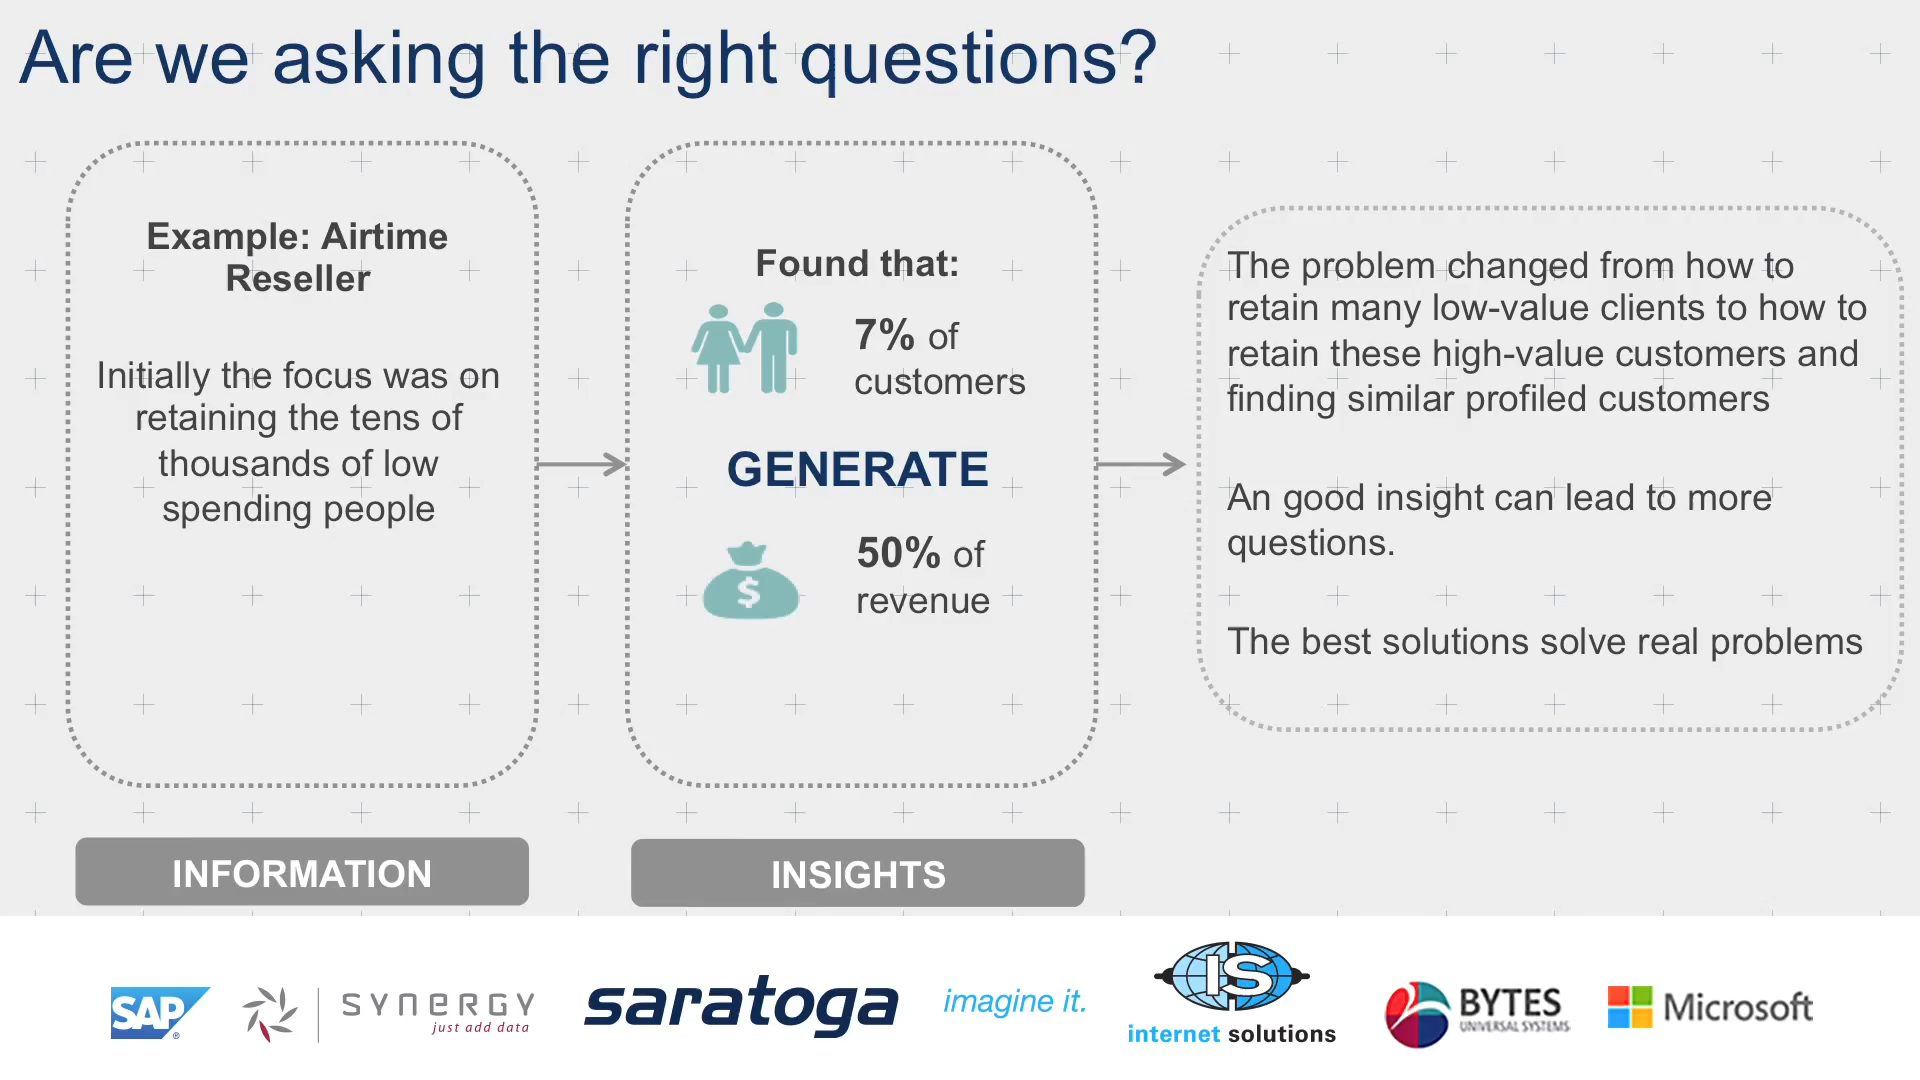 Are we asking the right questions?
Example: Airtime
Reseller
Initially the focus was on
retaining the tens of
thousands of low
spending people
INFORMATION
Found that:
7% of
customers
GENERATE
$
50% of
revenue
INSIGHTS
The problem changed from how to
retain many low-value clients to how to
retain these high-value customers and
finding similar profiled customers
An good insight can lead to more
questions.
The best solutions solve real problems
SAP®
SYNERGY
just add data
saratoga
imagine it.
IS
internet solutions
BYTES
UNIVERSAL SYSTEMS
Microsoft